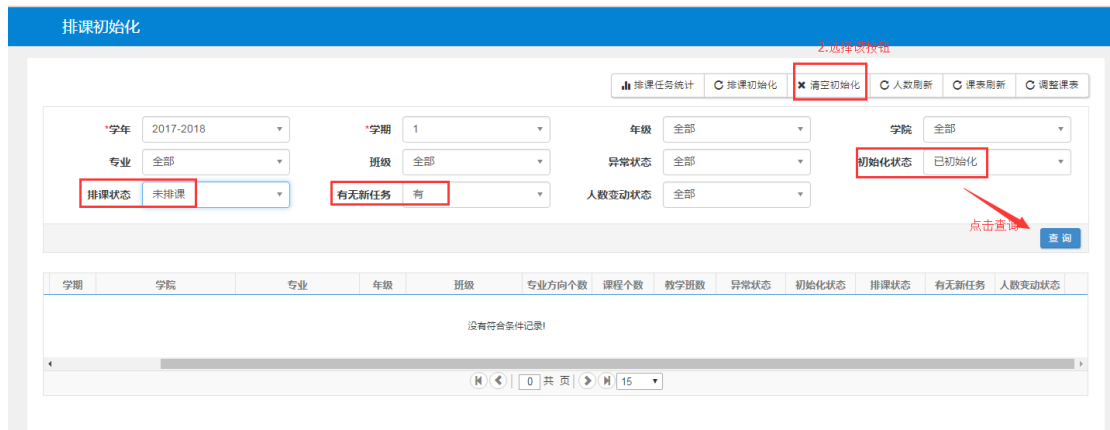 排课初始化
2.选择该按钮
排课任务统计 排课初始化 清空初始化 人数刷新 课表刷新 调整课表
*学年 2017-2018 *学期 1 年级 全部 学院 全部
专业 全部 班级 全部 异常状态 全部 初始化状态 已初始化
排课状态 未排课 有无新任务 有 人数变动状态 全部
点击查询
查询
学期 学院 专业 年级 班级 专业方向个数 课程个数 教学班数 异常状态 初始化状态 排课状态 有无新任务 人数变动状态
没有符合条件记录!
0 共 页 15